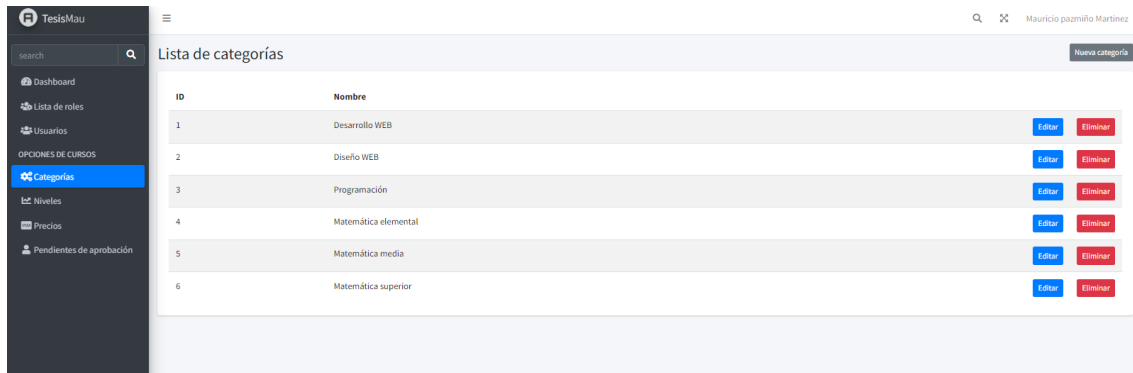 TesisMau
Mauricio pazmiño Martinez
search
Lista de categorías
Nueva categoría
Dashboard
Lista de roles
Usuarios
OPCIONES DE CURSOS
Categorías
Niveles
Precios
Pendientes de aprobación
ID Nombre
1 Desarrollo WEB Editar Eliminar
2 Diseño WEB Editar Eliminar
3 Programación Editar Eliminar
4 Matemática elemental Editar Eliminar
5 Matemática media Editar Eliminar
6 Matemática superior Editar Eliminar